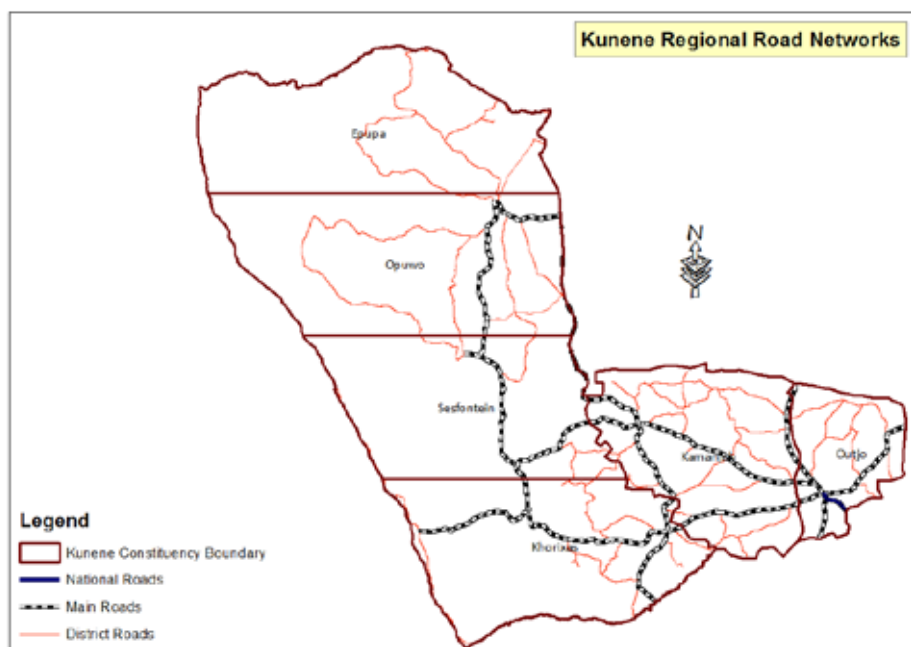 Kunene Regional Road Networks
Epupa
N
Opuwo
Sesfontein
Outjo
Khorixas
Legend
Kunene Constituency Boundary
National Roads
Main Roads
District Roads